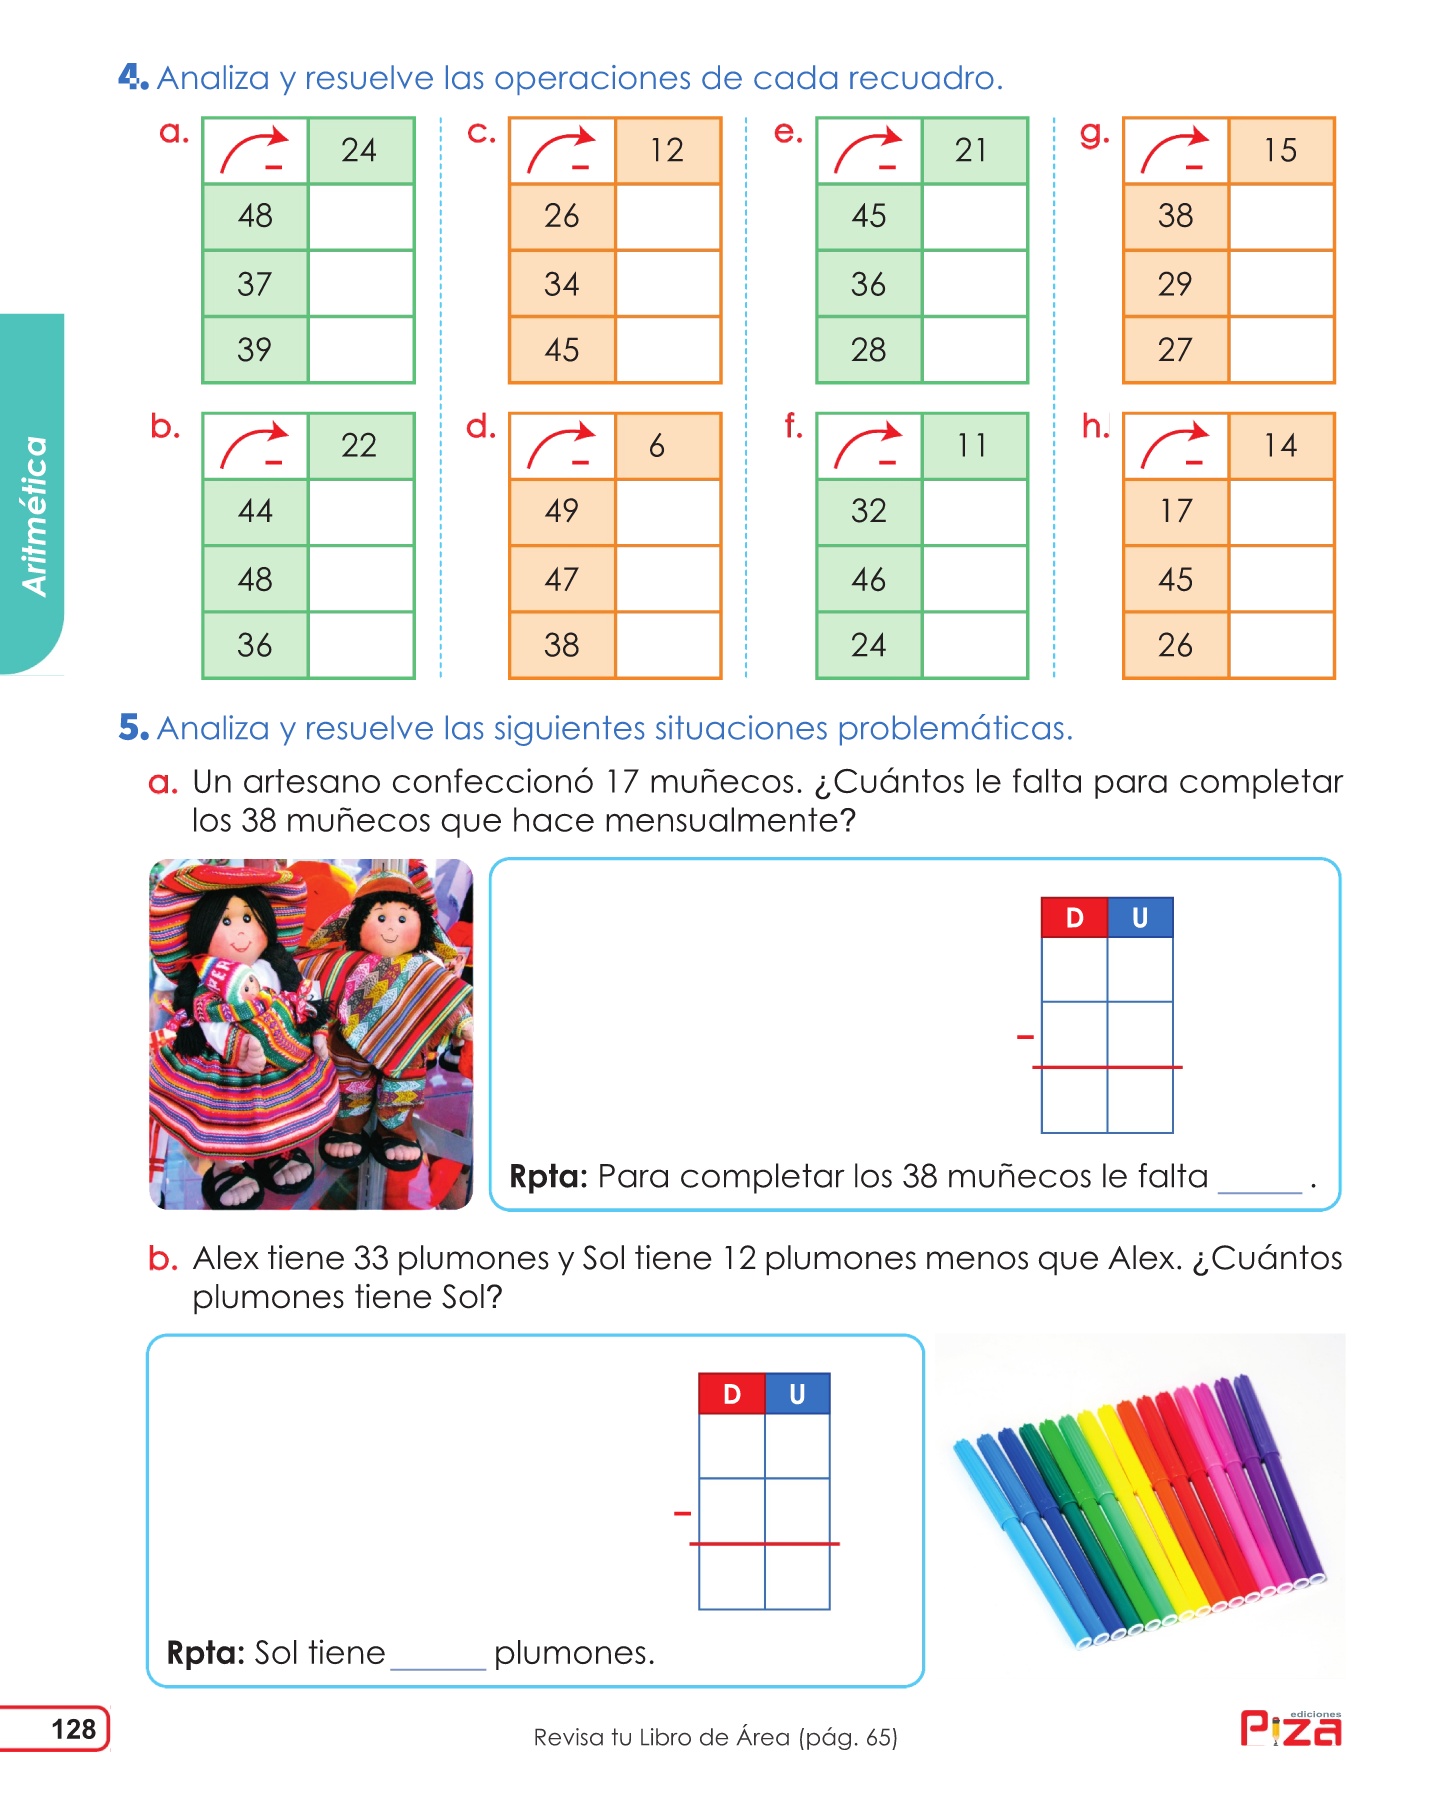 4. Analiza y resuelve las operaciones de cada recuadro.
a.
– 24
48
37
39
c.
– 12
26
34
45
e.
– 21
45
36
28
g.
– 15
38
29
27
b.
– 22
44
48
36
d.
– 6
49
47
38
f.
– 11
32
46
24
h.
– 14
17
45
26
Aritmética
5. Analiza y resuelve las siguientes situaciones problemáticas.
a. Un artesano confeccionó 17 muñecos. ¿Cuántos le falta para completar
los 38 muñecos que hace mensualmente?
PER
D U
–
Rpta: Para completar los 38 muñecos le falta ______ .
b. Alex tiene 33 plumones y Sol tiene 12 plumones menos que Alex. ¿Cuántos
plumones tiene Sol?
D U
–
Rpta: Sol tiene ______ plumones.
128
Revisa tu Libro de Área (pág. 65)
ediciones
Piza